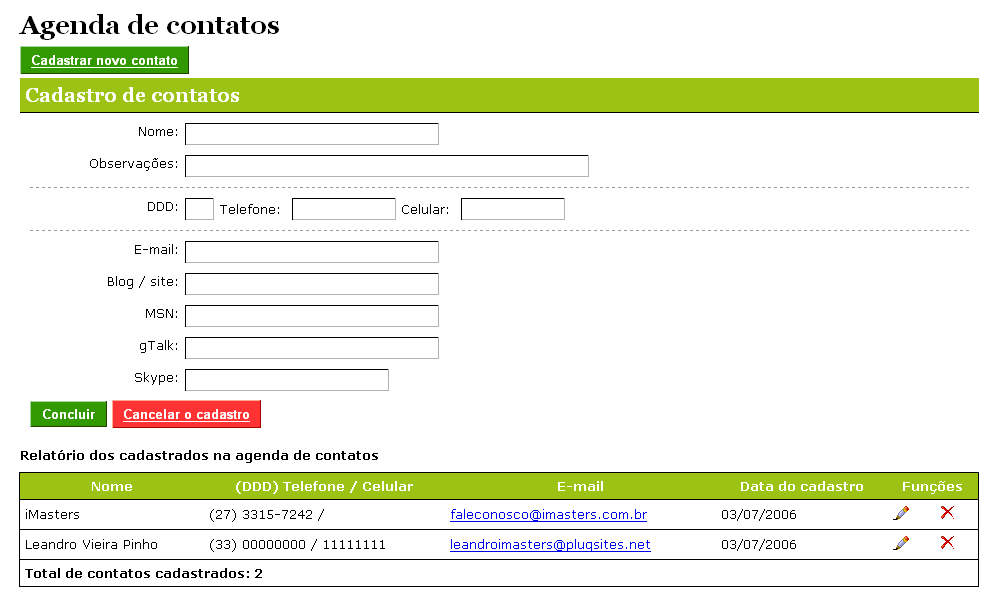 Agenda de contatos
Cadastrar novo contato
Cadastro de contatos
Nome:
Observações:
DDD: Telefone: Celular:
E-mail:
Blog / site:
MSN:
gTalk:
Skype:
Concluir Cancelar o cadastro
Relatório dos cadastrados na agenda de contatos
Nome (DDD) Telefone / Celular E-mail Data do cadastro Funções
iMasters (27) 3315-7242 / faleconosco@imasters.com.br 03/07/2006
Leandro Vieira Pinho (33) 00000000 / 11111111 leandroimasters@plugsites.net 03/07/2006
Total de contatos cadastrados: 2